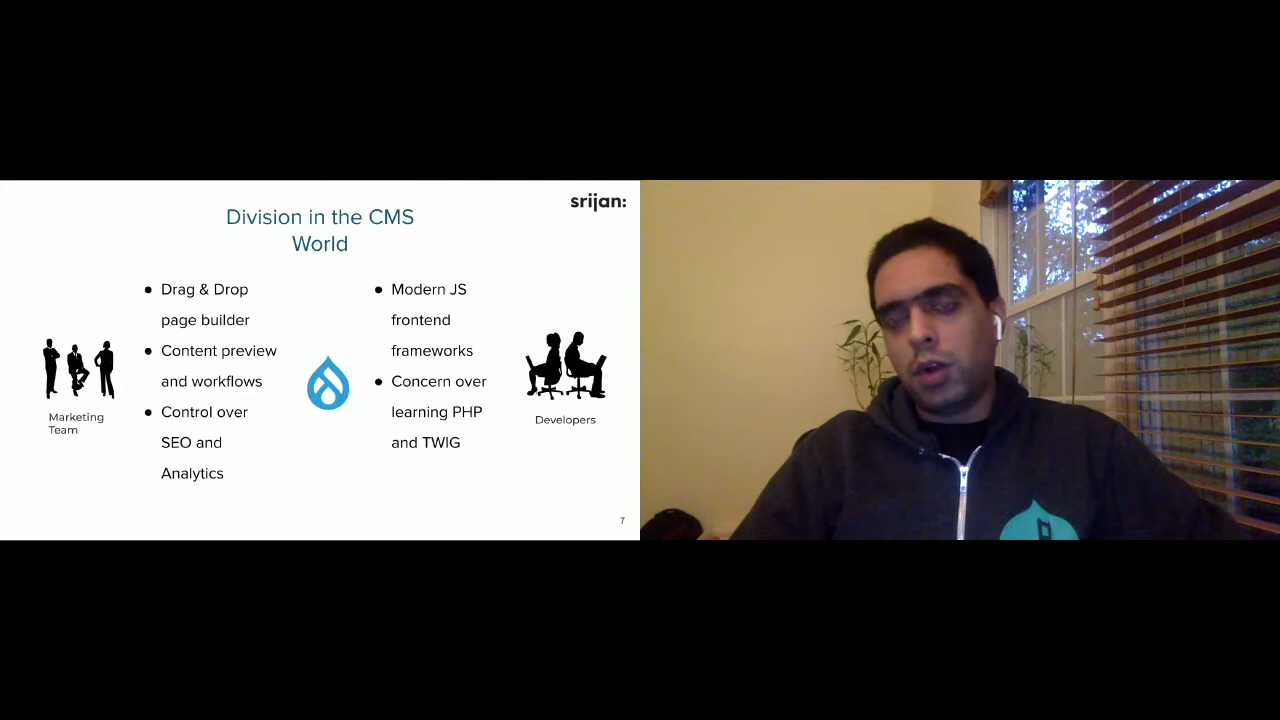 srijan:
Division in the CMS
World
Drag & Drop
page builder
Content preview
and workflows
Control over
SEO and
Analytics
Modern JS
frontend
frameworks
Concern over
learning PHP
and TWIG
Marketing
Team
Developers
7